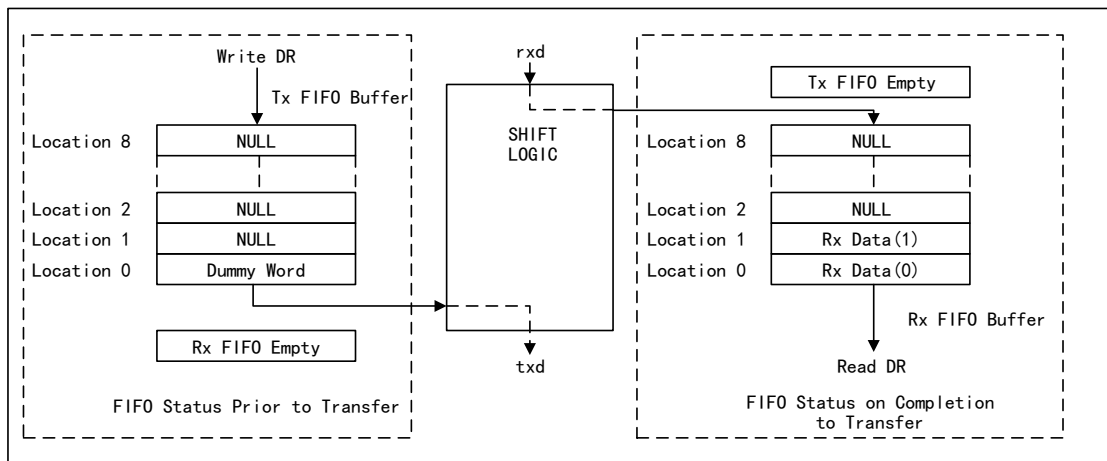 Write DR
Tx FIFO Buffer
Location 8
NULL
Location 2
NULL
Location 1
NULL
Location 0
Dummy Word
Rx FIFO Empty
FIFO Status Prior to Transfer
rxd
SHIFT
LOGIC
txd
Tx FIFO Empty
Location 8
NULL
Location 2
NULL
Location 1
Rx Data(1)
Location 0
Rx Data(0)
Rx FIFO Buffer
Read DR
FIFO Status on Completion
to Transfer